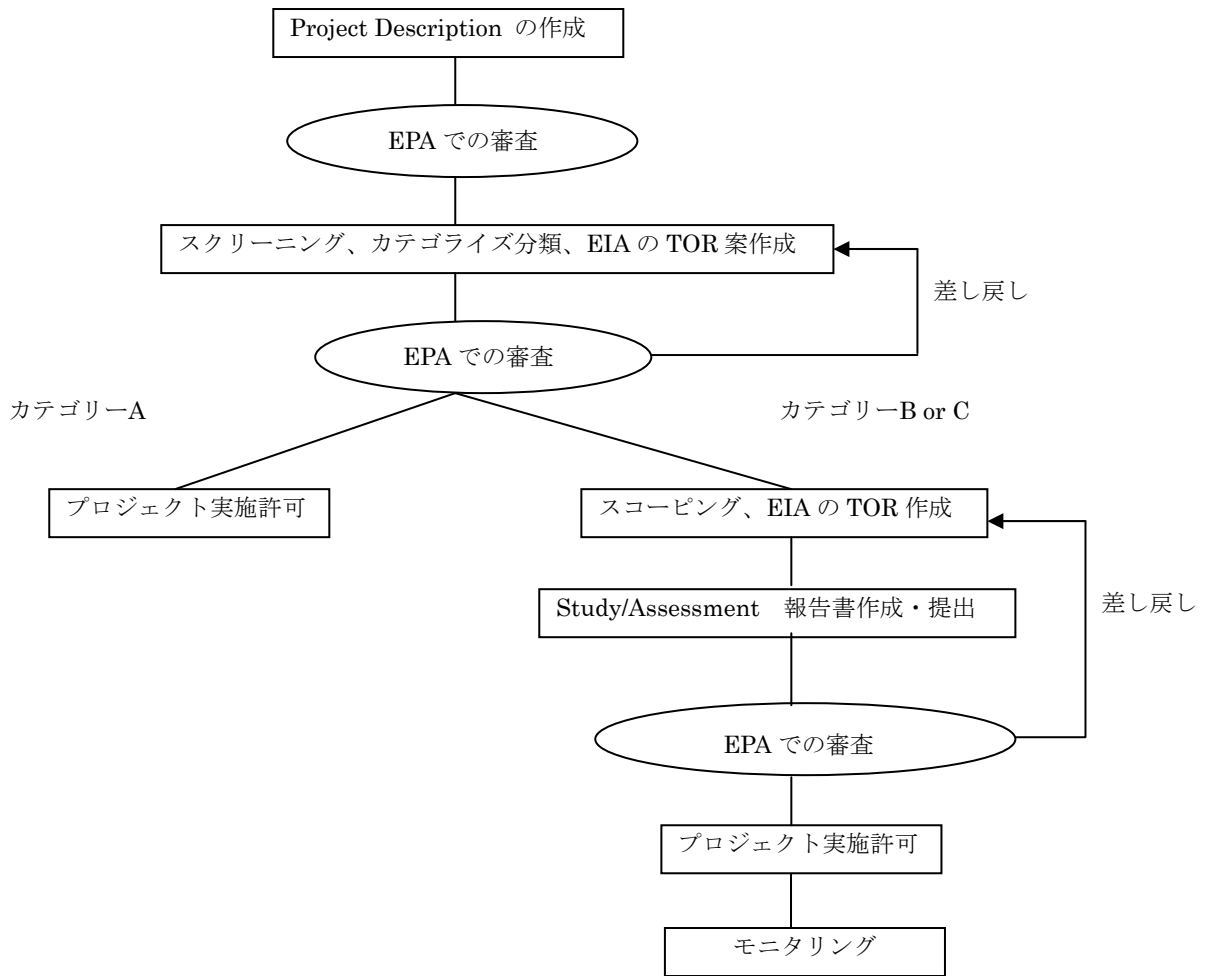 Project Description の作成
EPA での審査
スクリーニング、カテゴライズ分類、EIA の TOR 案作成
差し戻し
EPA での審査
カテゴリーA
カテゴリーB or C
プロジェクト実施許可
スコーピング、EIA の TOR 作成
Study/Assessment　報告書作成・提出
差し戻し
EPA での審査
プロジェクト実施許可
モニタリング